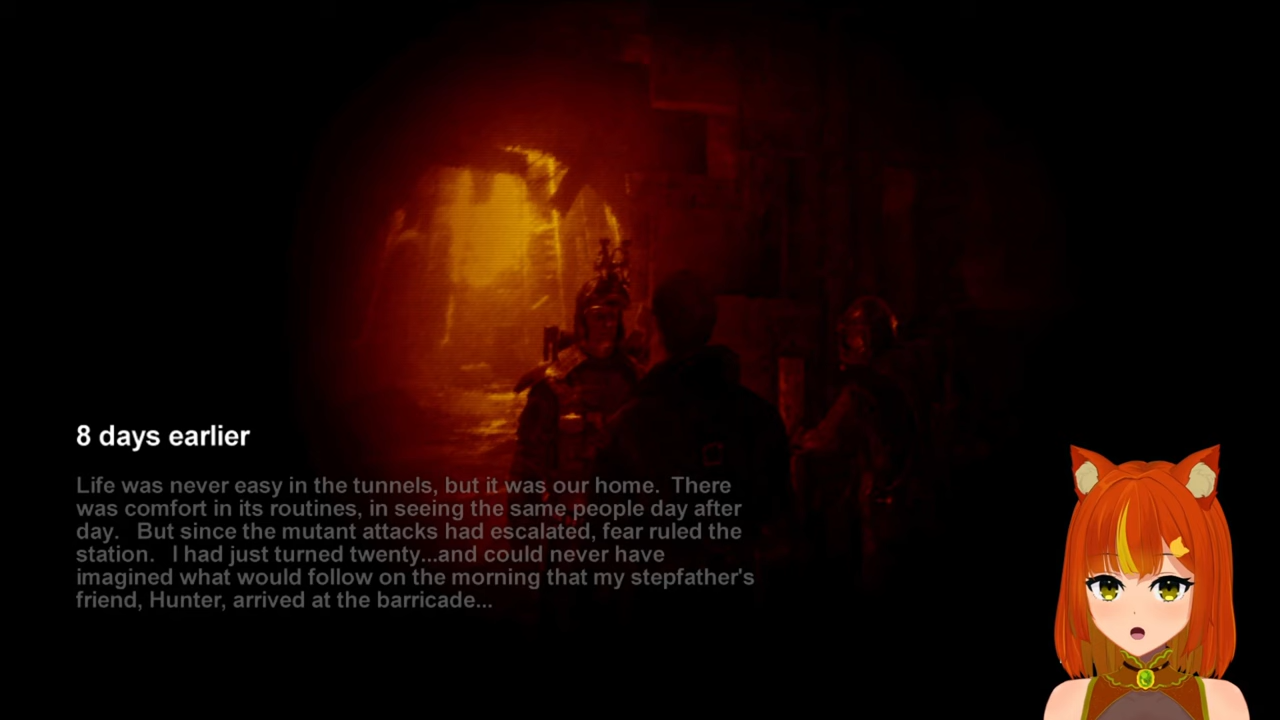 8 days earlier
Life was never easy in the tunnels, but it was our home.  There
was comfort in its routines, in seeing the same people day after
day.   But since the mutant attacks had escalated, fear ruled the
station.   I had just turned twenty...and could never have
imagined what would follow on the morning that my stepfather's
friend, Hunter, arrived at the barricade...